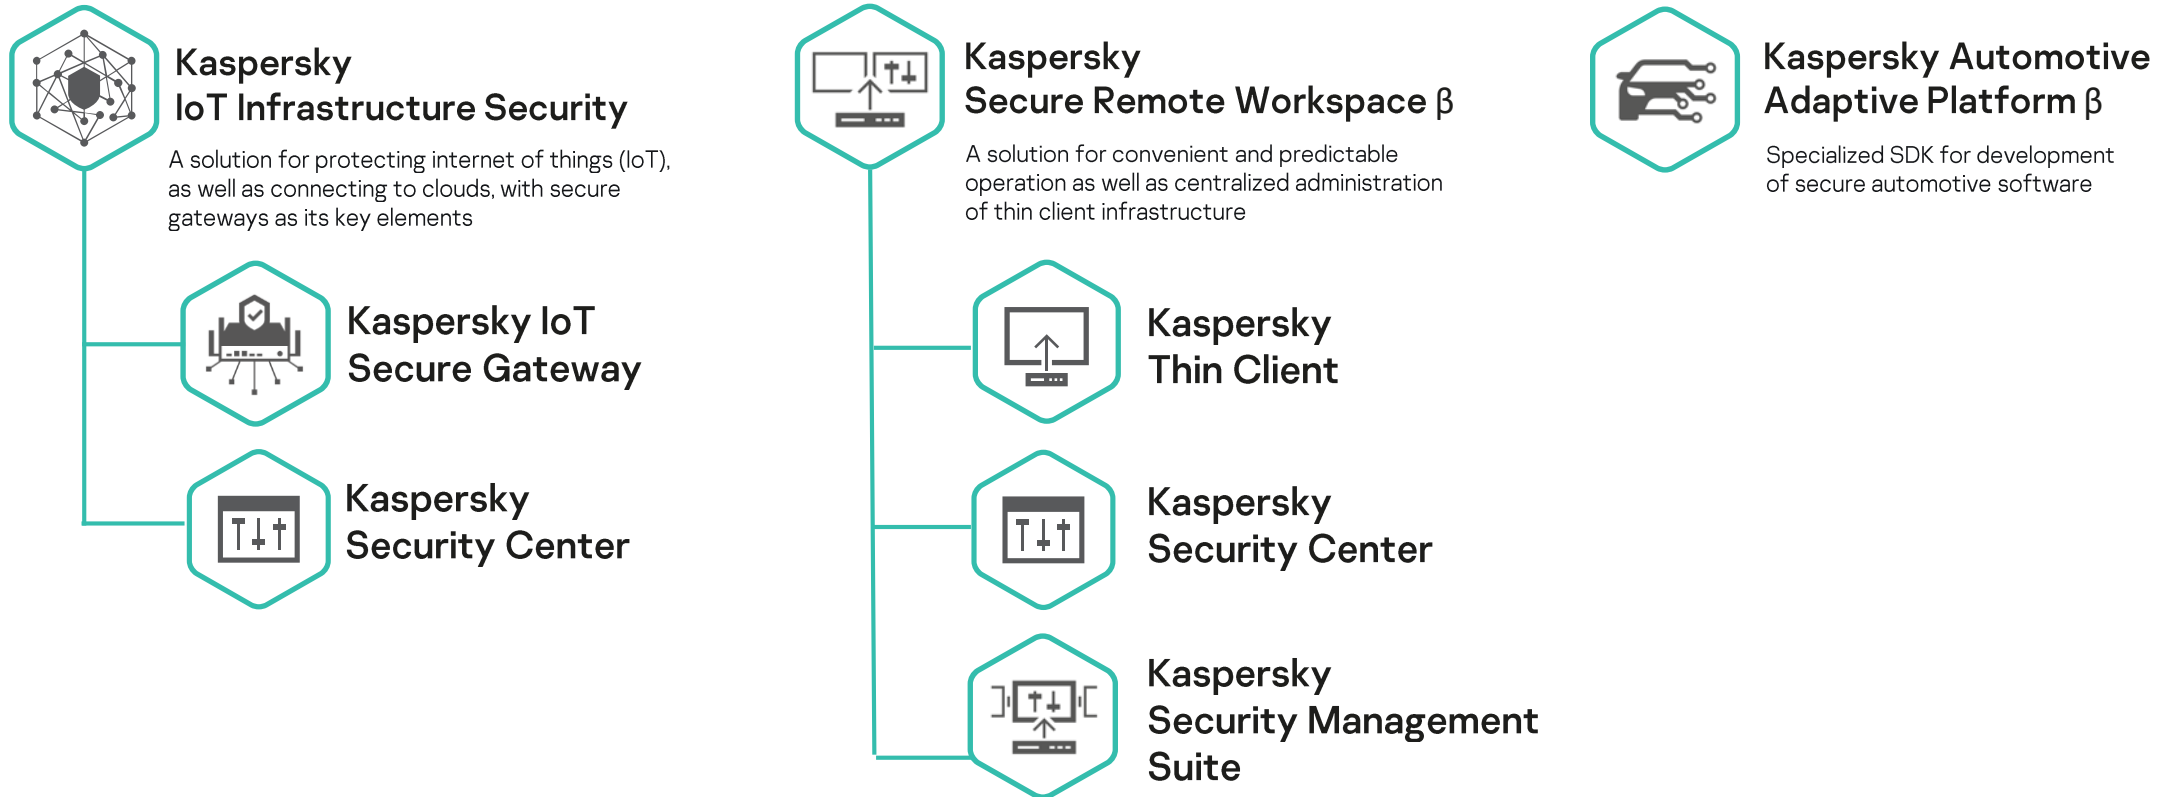 Kaspersky
IoT Infrastructure Security
A solution for protecting internet of things (IoT),
as well as connecting to clouds, with secure
gateways as its key elements
Kaspersky IoT
Secure Gateway
Kaspersky
Security Center
Kaspersky
Secure Remote Workspace β
A solution for convenient and predictable
operation as well as centralized administration
of thin client infrastructure
Kaspersky
Thin Client
Kaspersky
Security Center
Kaspersky
Security Management
Suite
Kaspersky Automotive
Adaptive Platform β
Specialized SDK for development
of secure automotive software